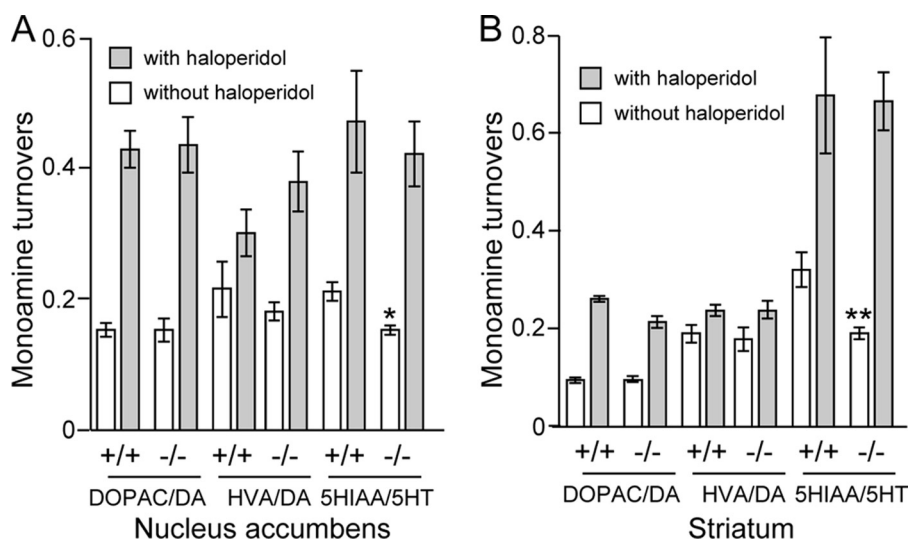 A
Monoamine turnovers
0.6
0.4
0.2
0
with haloperidol
without haloperidol
*
+/+ -/- +/+ -/- +/+ -/-
DOPAC/DA HVA/DA 5HIAA/5HT
Nucleus accumbens
B
Monoamine turnovers
0.8
0.6
0.4
0.2
0
with haloperidol
without haloperidol
**
+/+ -/- +/+ -/- +/+ -/-
DOPAC/DA HVA/DA 5HIAA/5HT
Striatum